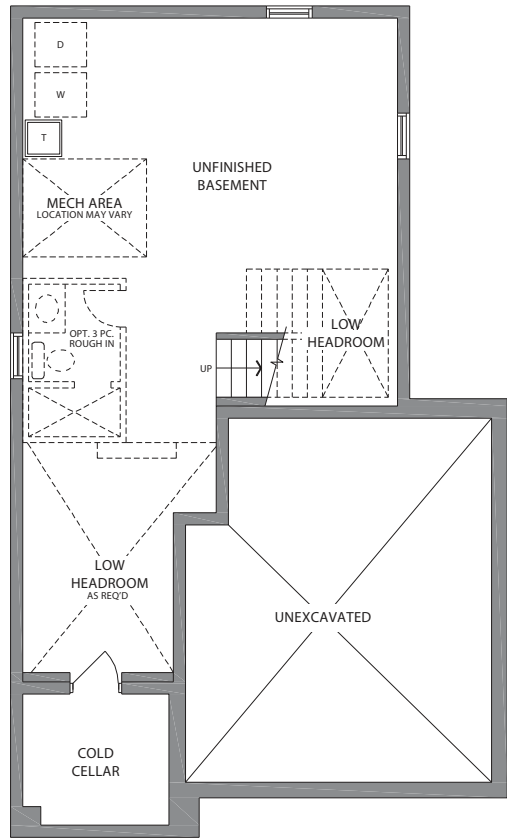 D
W
T
UNFINISHED
BASEMENT
MECH AREA
LOCATION MAY VARY
OPT. 3 PC.
ROUGH IN
LOW
HEADROOM
UP
LOW
HEADROOM
AS REQ'D
UNEXCAVATED
COLD
CELLAR